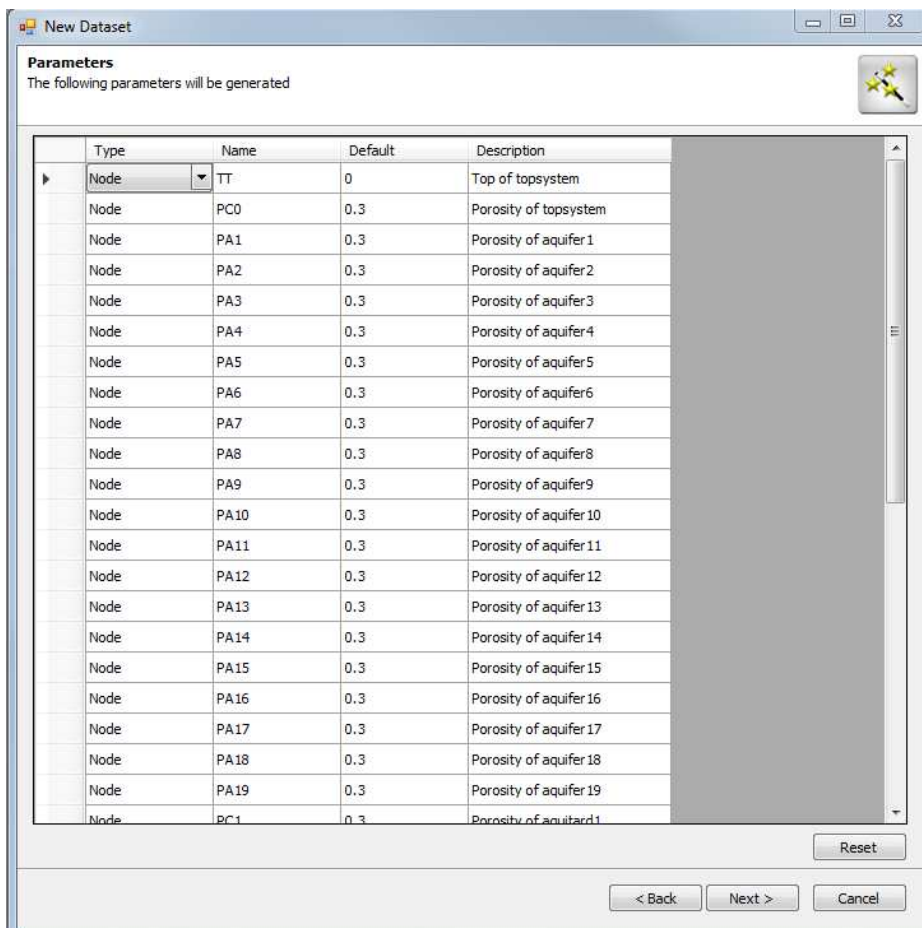 New Dataset
Parameters
The following parameters will be generated
Type Name Default Description
Node TT 0 Top of topsystem
Node PC0 0.3 Porosity of topsystem
Node PA1 0.3 Porosity of aquifer1
Node PA2 0.3 Porosity of aquifer2
Node PA3 0.3 Porosity of aquifer3
Node PA4 0.3 Porosity of aquifer4
Node PA5 0.3 Porosity of aquifer5
Node PA6 0.3 Porosity of aquifer6
Node PA7 0.3 Porosity of aquifer7
Node PA8 0.3 Porosity of aquifer8
Node PA9 0.3 Porosity of aquifer9
Node PA10 0.3 Porosity of aquifer10
Node PA11 0.3 Porosity of aquifer11
Node PA12 0.3 Porosity of aquifer12
Node PA13 0.3 Porosity of aquifer13
Node PA14 0.3 Porosity of aquifer14
Node PA15 0.3 Porosity of aquifer15
Node PA16 0.3 Porosity of aquifer16
Node PA17 0.3 Porosity of aquifer17
Node PA18 0.3 Porosity of aquifer18
Node PA19 0.3 Porosity of aquifer19
Node PC1 0.3 Porosity of aquitard1
Reset
< Back Next > Cancel